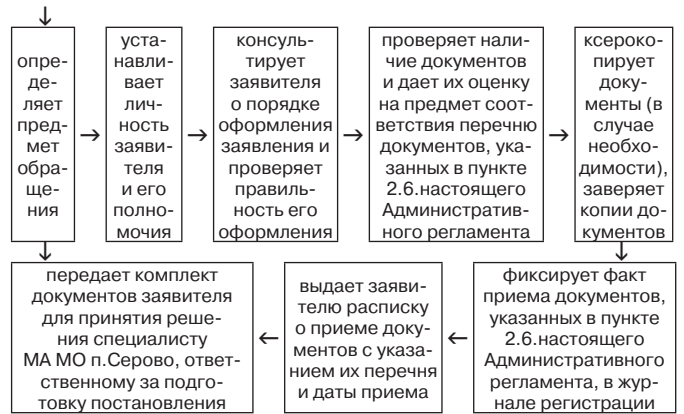 опре-
де-
ляет
пред-
мет
обра-
ще-
ния
уста-
навли-
вает
лич-
ность
заяви-
теля
и его
полно-
мочия
консуль-
тирует
заявителя
о порядке
оформления
заявления и
проверяет
правиль-
ность его
оформления
проверяет нали-
чие документов
и дает их оценку
на предмет соот-
ветствия перечню
документов, ука-
занных в пункте
2.6.настоящего
Административ-
ного регламента
ксероко-
пирует
доку-
менты (в
случае
необхо-
димости),
заверяет
копии до-
кументов
фиксирует факт
приема документов,
указанных в пункте
2.6.настоящего
Административного
регламента, в жур-
нале регистрации
выдает заяви-
телю расписку
о приеме доку-
ментов с указа-
нием их перечня
и даты приема
передает комплект
документов заявителя
для принятия реше-
ния специалисту
МА МО п.Серово, ответ-
ственному за подго-
товку постановления